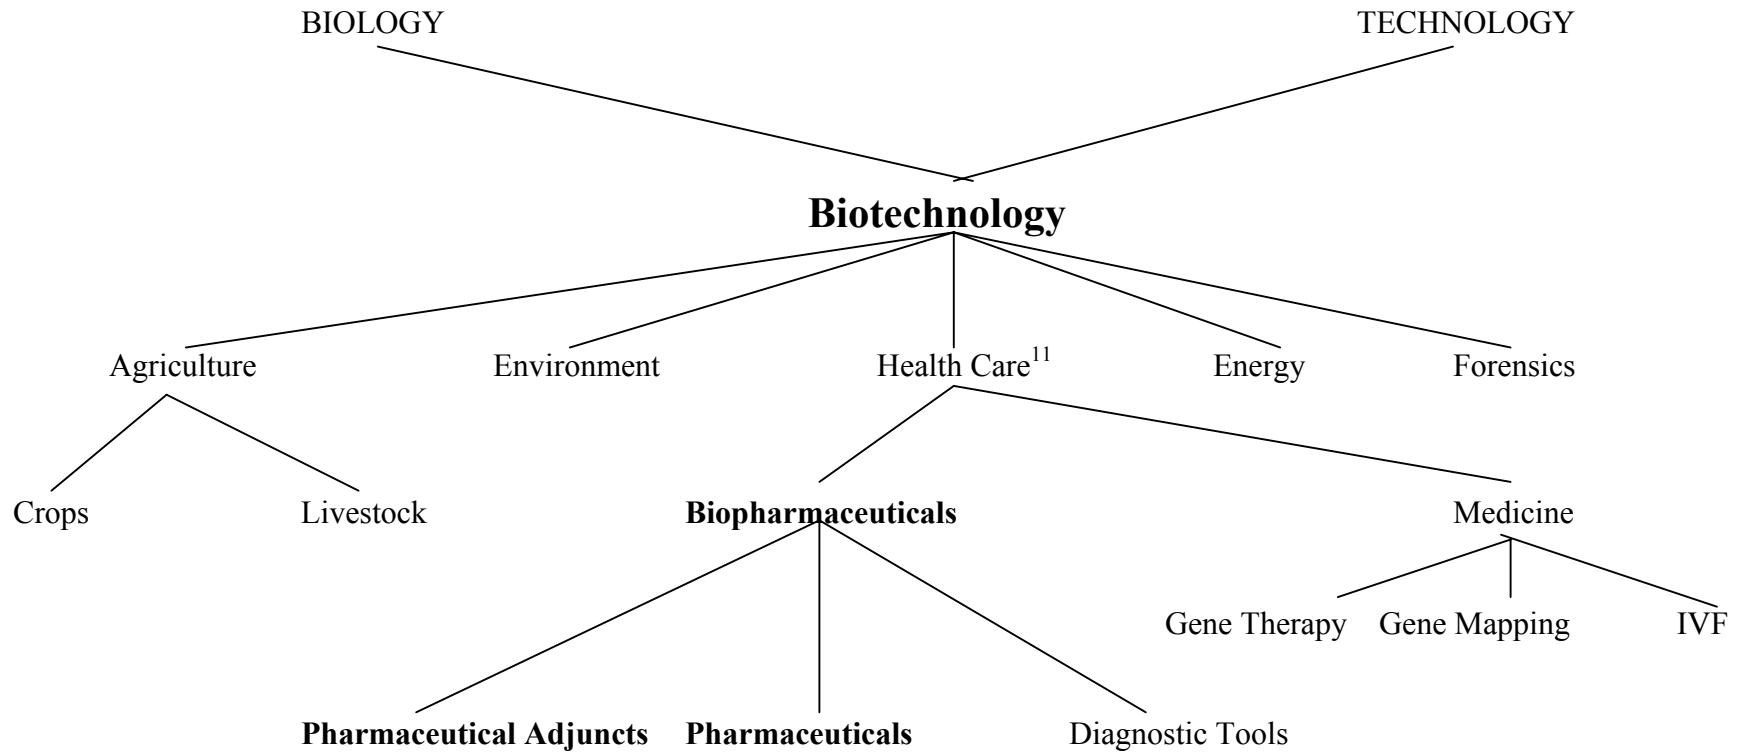 BIOLOGY TECHNOLOGY
Biotechnology
Agriculture Environment Health Care11 Energy Forensics
Crops Livestock Biopharmaceuticals Medicine
Gene Therapy Gene Mapping IVF
Pharmaceutical Adjuncts Pharmaceuticals Diagnostic Tools